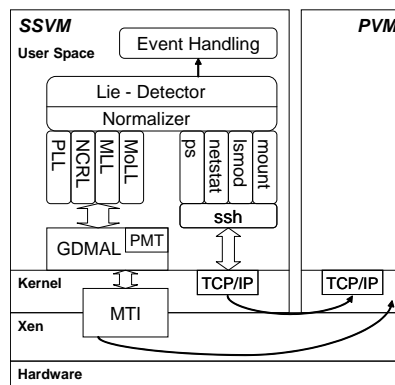 SSVM
PVM
Event Handling
User Space
Lie - Detector
Normalizer
PLL
NCRL
MLL
MoLL
ps
netstat
lsmod
mount
ssh
GDMAL
PMT
Kernel
TCP/IP
TCP/IP
MTI
Xen
Hardware